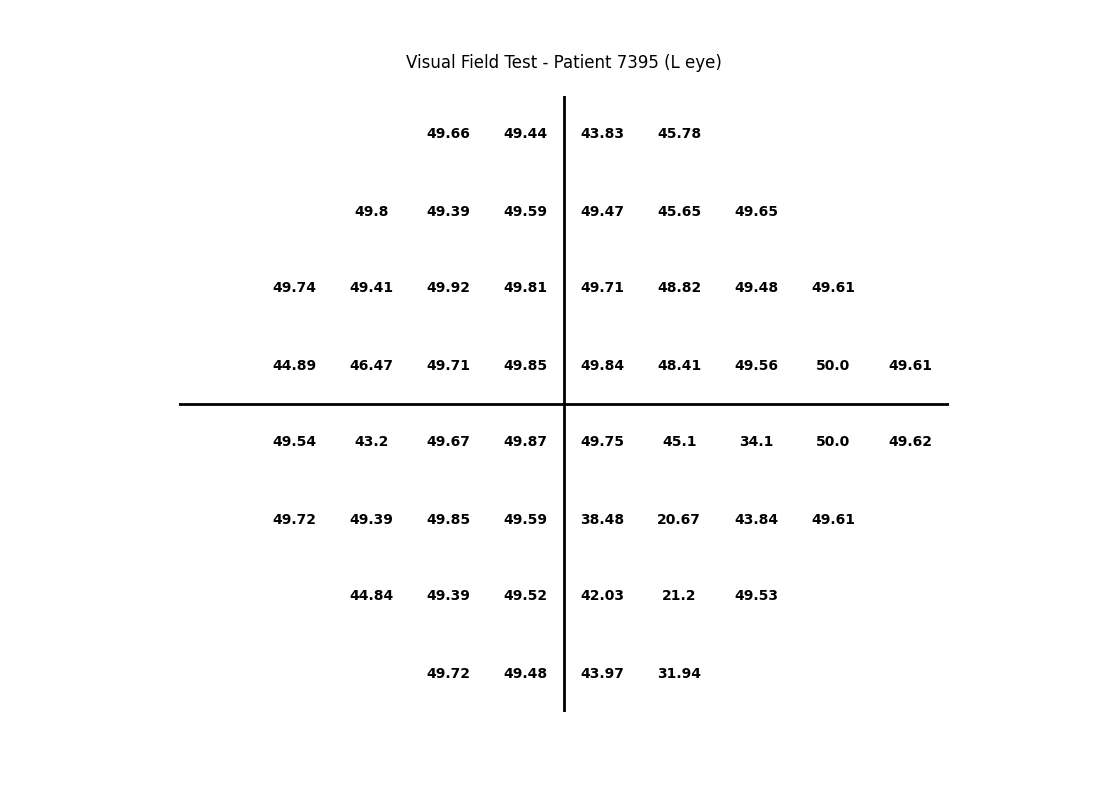 Visual Field Test - Patient 7395 (L eye)
49.66 49.44 43.83 45.78
49.8 49.39 49.59 49.47 45.65 49.65
49.74 49.41 49.92 49.81 49.71 48.82 49.48 49.61
44.89 46.47 49.71 49.85 49.84 48.41 49.56 50.0 49.61
49.54 43.2 49.67 49.87 49.75 45.1 34.1 50.0 49.62
49.72 49.39 49.85 49.59 38.48 20.67 43.84 49.61
44.84 49.39 49.52 42.03 21.2 49.53
49.72 49.48 43.97 31.94